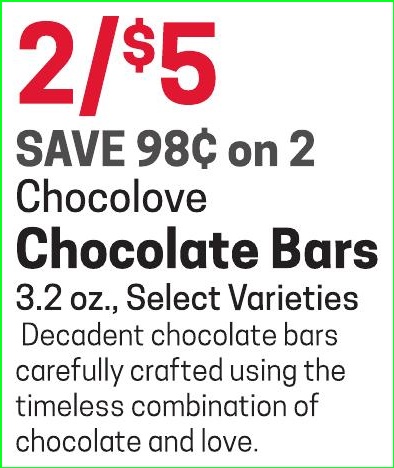 2/$5
SAVE 98¢ on 2
Chocolove
Chocolate Bars
3.2 oz., Select Varieties
Decadent chocolate bars
carefully crafted using the
timeless combination of
chocolate and love.